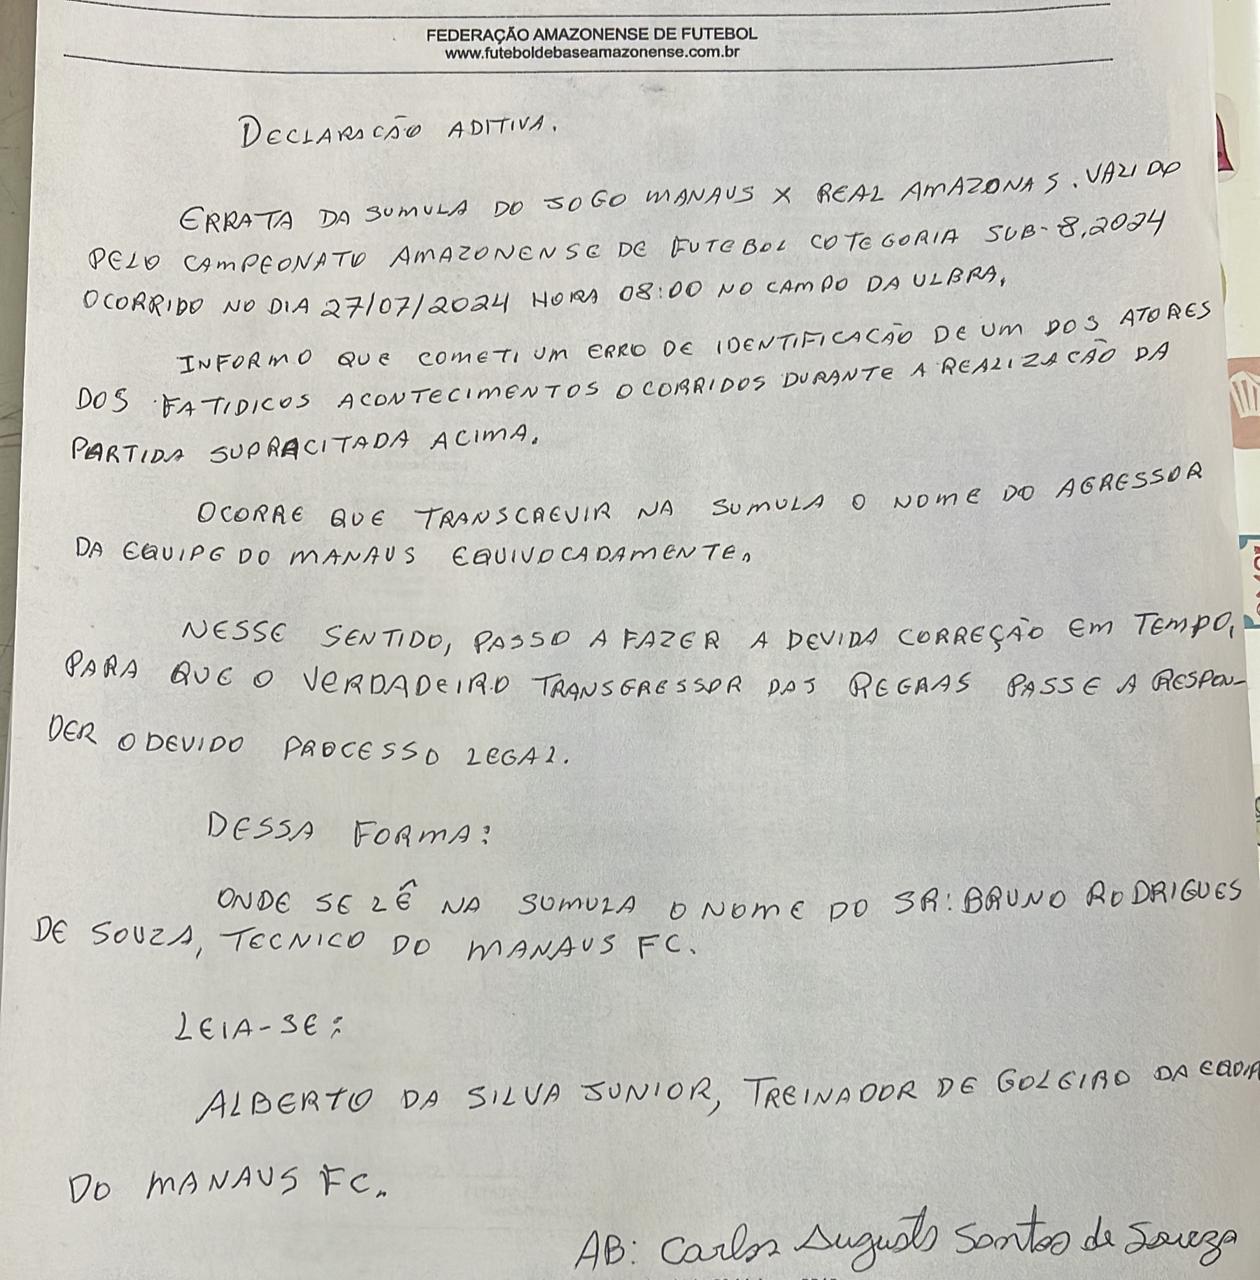 FEDERAÇÃO AMAZONENSE DE FUTEBOL
www.futeboldebaseamazonense.com.br
DECLARACÃO ADITIVA.
ERRATA DA SUMULA DO JOGO MANAUS X REAL AMAZONAS. VALIDO
PELO CAMPEONATO AMAZONENSE DE FUTEBOL COTEGORIA SUB-8,2024
OCORRIDO NO DIA 27/07/2024 HORA 08:00 NO CAMPO DA ULBRA.
INFORMO QUE COMETI UM ERRO DE IDENTIFICACÃO DE UM DOS ATORES
DOS FATIDICOS ACONTECIMENTOS OCORRIDOS DURANTE A REALIZACÃO DA
PARTIDA SUPRACITADA ACIMA.
OCORRE QUE TRANSCREVIR NA SUMULA O NOME DO AGRESSOR
DA EQUIPE DO MANAUS EQUIVOCADAMENTE.
NESSE SENTIDO, PASSO A FAZER A DEVIDA CORREÇÃO EM TEMPO,
PARA QUE O VERDADEIRO TRANSGRESSOR DAS REGRAS PASSE A RESPON-
DER O DEVIDO PROCESSO LEGAL.
DESSA FORMA:
ONDE SE LÊ NA SUMULA O NOME DO SR: BRUNO RODRIGUES
DE SOUZA, TECNICO DO MANAUS FC.
LEIA-SE:
ALBERTO DA SILVA JUNIOR, TREINADOR DE GOLEIRO DA EQUIP
DO MANAUS FC.
AB: Carlos Augusto Santos de Souza